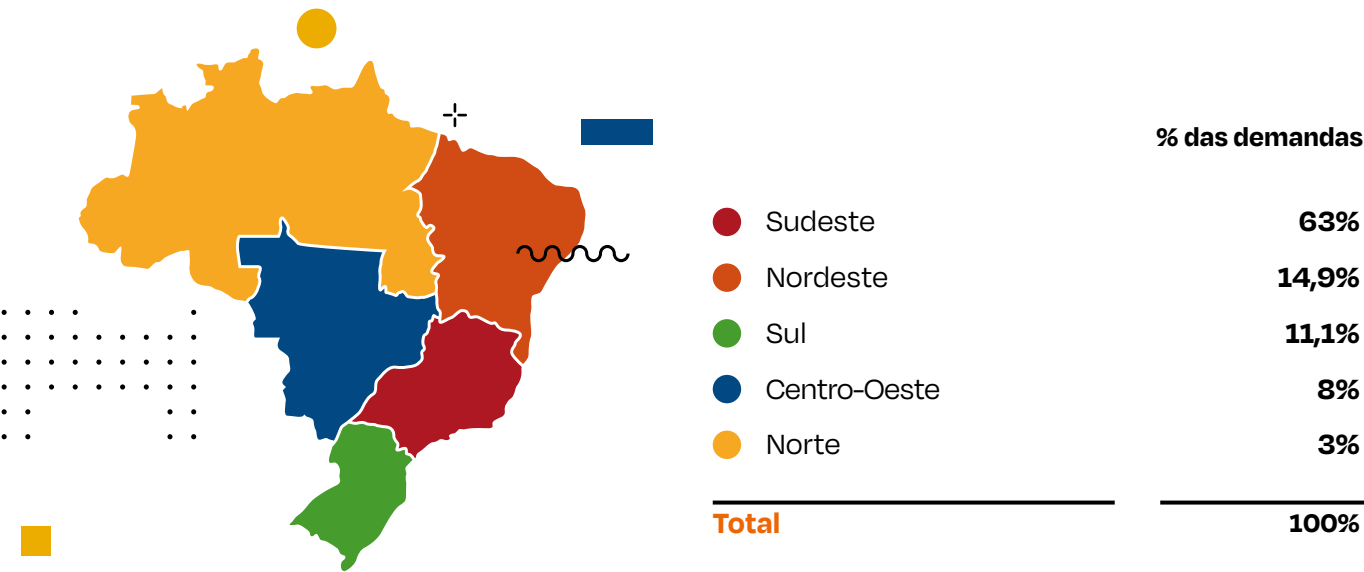 % das demandas
Sudeste 63%
Nordeste 14,9%
Sul 11,1%
Centro-Oeste 8%
Norte 3%
Total 100%